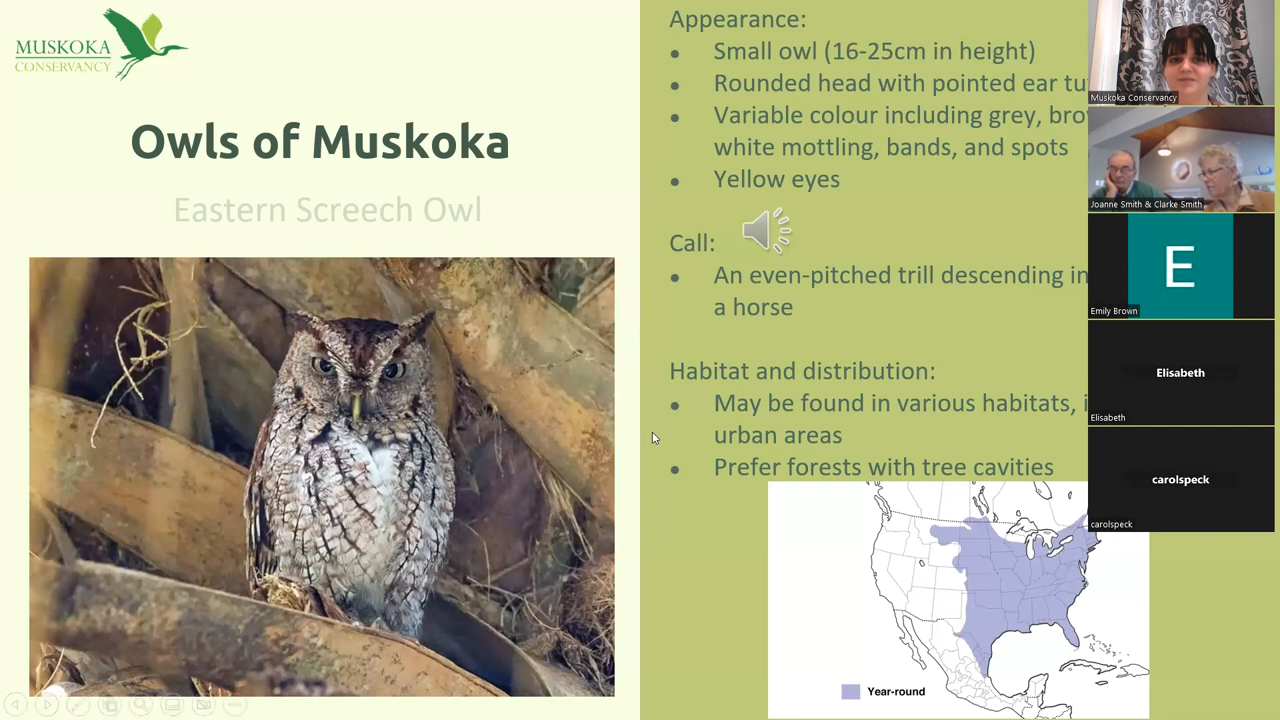 MUSKOKA
CONSERVANCY
Owls of Muskoka
Eastern Screech Owl
Appearance:
• Small owl (16-25cm in height)
• Rounded head with pointed ear
• Variable colour including grey,
white mottling, bands, and spots
• Yellow eyes
Call:
• An even-pitched trill descending in
a horse
Habitat and distribution:
• May be found in various habitats,
urban areas
• Prefer forests with tree cavities
Year-round
Muskoka Conservancy
Joanne Smith & Clarke Smith
E
Emily Brown
Elisabeth
Elisabeth
carolspeck
carolspeck